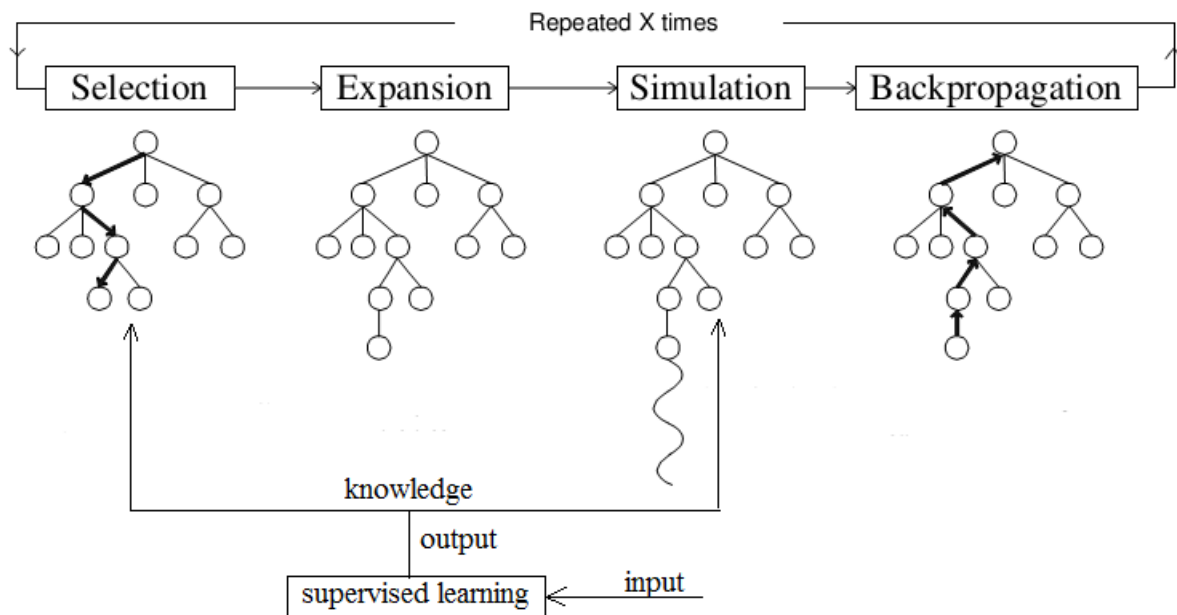 Repeated X times
Selection
Expansion
Simulation
Backpropagation
knowledge
output
supervised learning
input